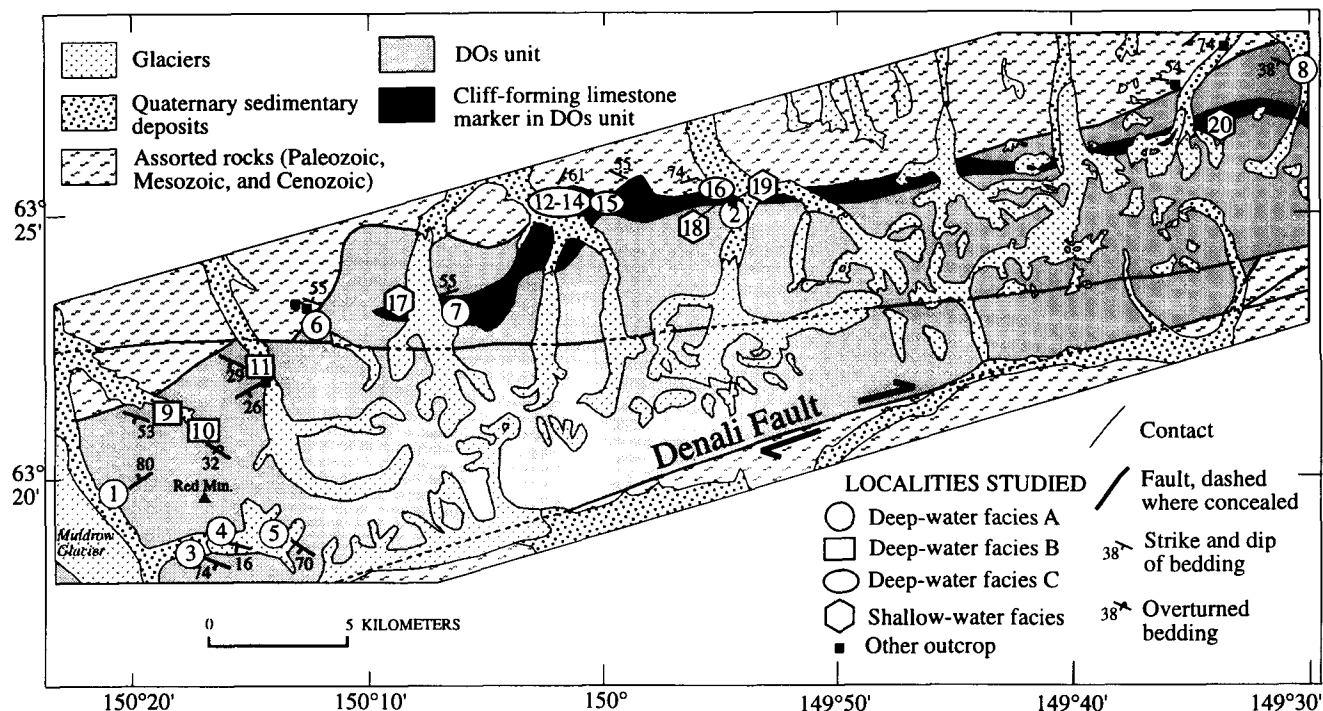 Glaciers
Quaternary sedimentary
deposits
Assorted rocks (Paleozoic,
Mesozoic, and Cenozoic)
DOs unit
Cliff-forming limestone
marker in DOs unit
74
38
8
54
20
63°
25'
61
55
74
12-14
15
16
19
2
18
55
17
55
7
6
11
29
26
9
53
10
32
80
1
Red Mtn.
Muldrow
Glacier
4
5
3
74
16
70
Denali Fault
63°
20'
0 5 KILOMETERS
LOCALITIES STUDIED
Deep-water facies A
Deep-water facies B
Deep-water facies C
Shallow-water facies
Other outcrop
Contact
Fault, dashed
where concealed
38
Strike and dip
of bedding
38
Overturned
bedding
150°20' 150°10' 150° 149°50' 149°40' 149°30'